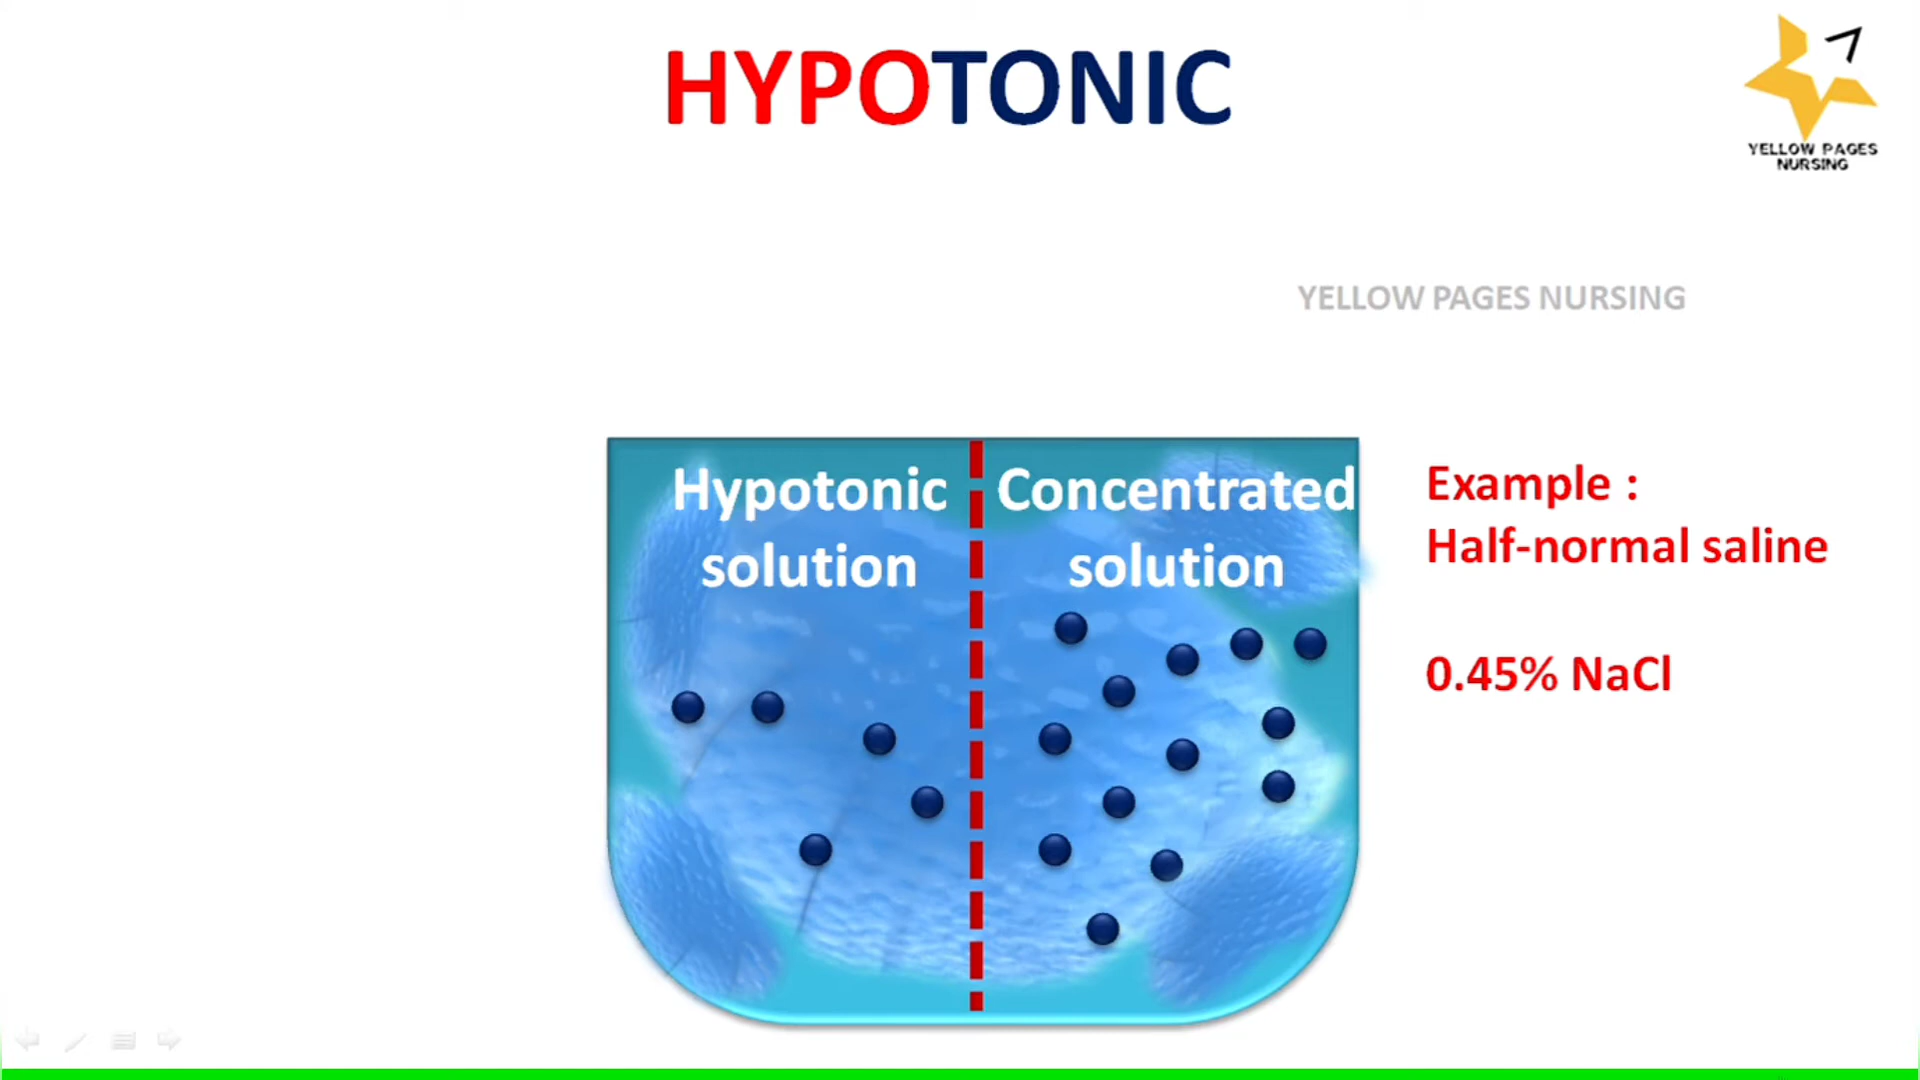 HYPOTONIC
YELLOW PAGES
NURSING
YELLOW PAGES NURSING
Hypotonic
solution
Concentrated
solution
Example :
Half-normal saline
0.45% NaCl